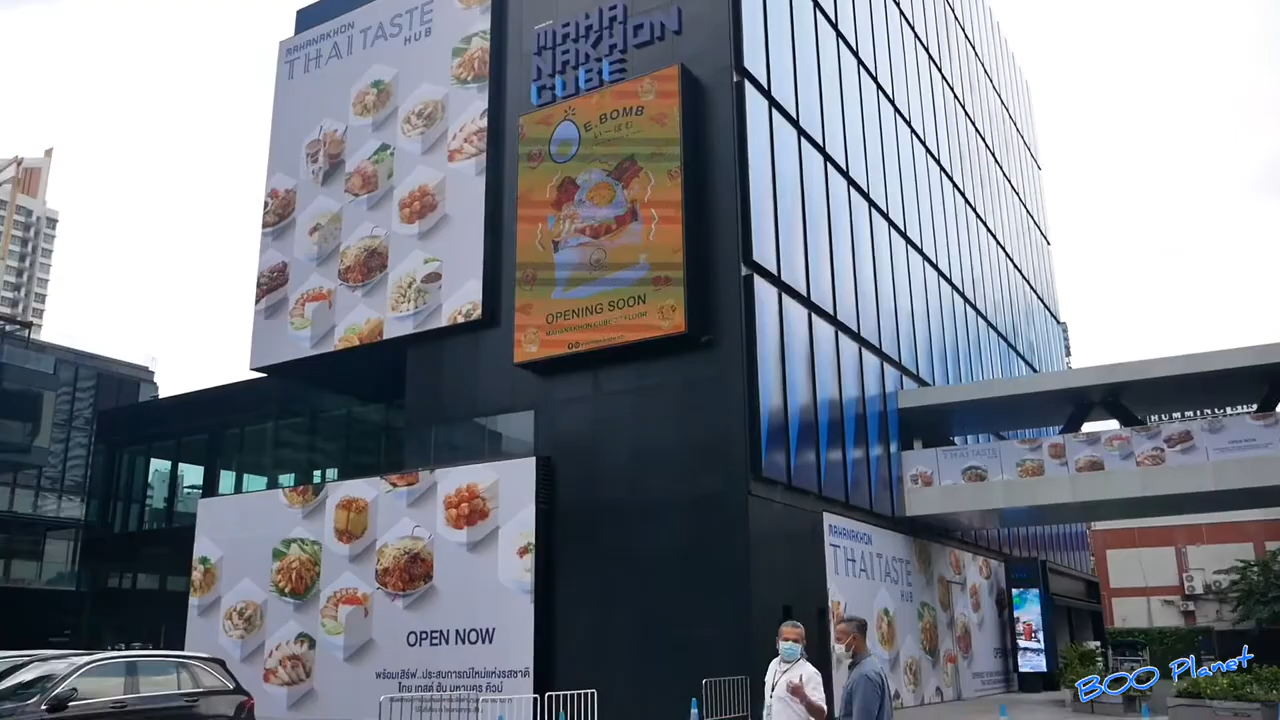 MAHANAKHON
THAI TASTE
HUB
MAHA
NAKHON
CUBE
E.BOMB
OPENING SOON
MAHANAKHON CUBE FLOOR
OPEN NOW
พร้อมเสิร์ฟ..ประสบการณ์ใหม่แห่งรสชาติ
ไทย เทสต์ ฮับ มหานคร คิวบ์
MAHANAKHON
THAI TASTE
HUB
THAI TASTE
OPEN NOW
BOO Planet